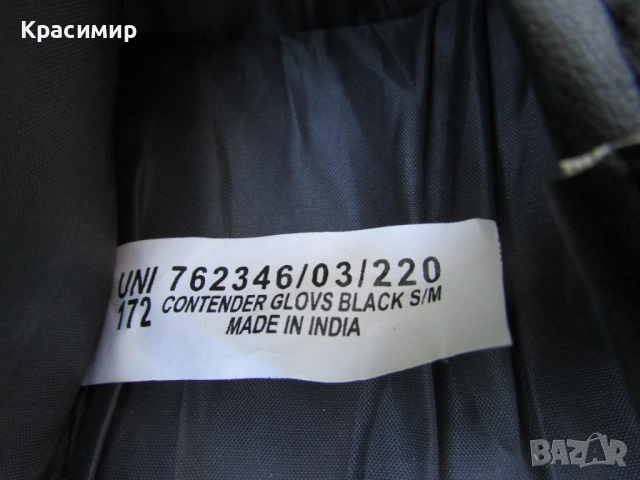 Красимир
UNI 762346/03/220
172 CONTENDER GLOVS BLACK S/M
MADE IN INDIA
BAZAR